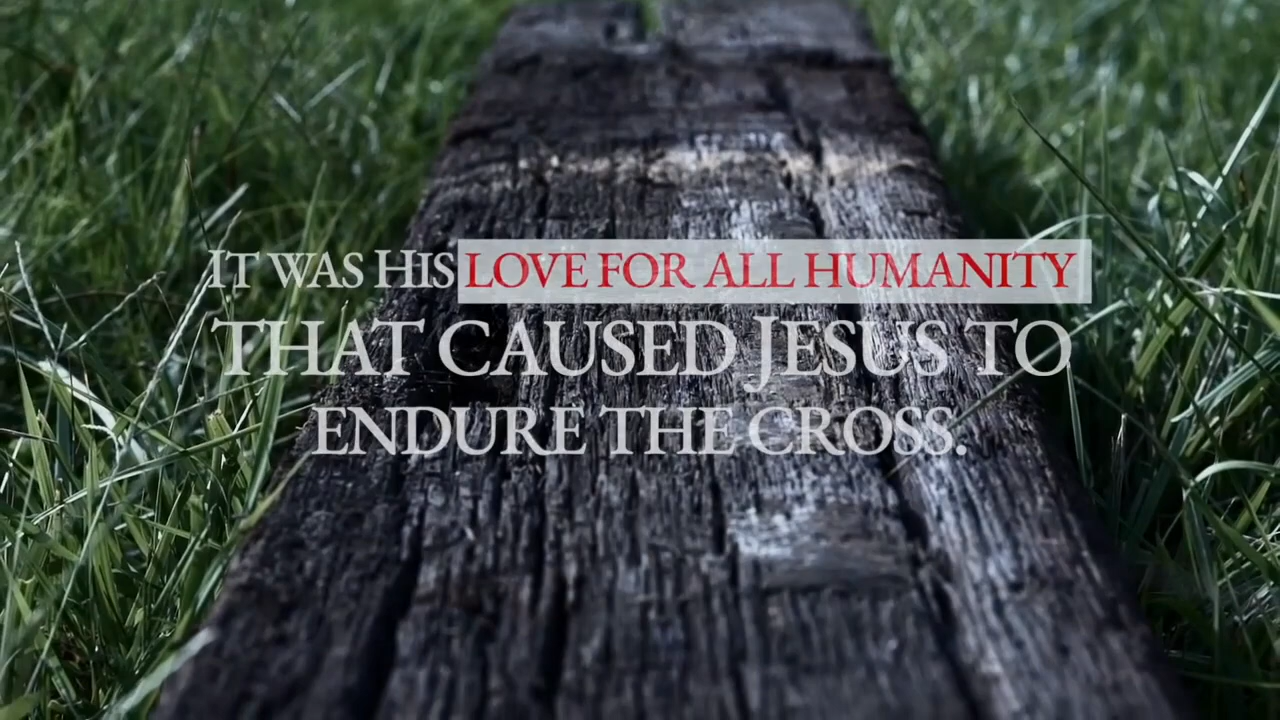 It was His love for all humanity
that caused Jesus to
endure the cross.